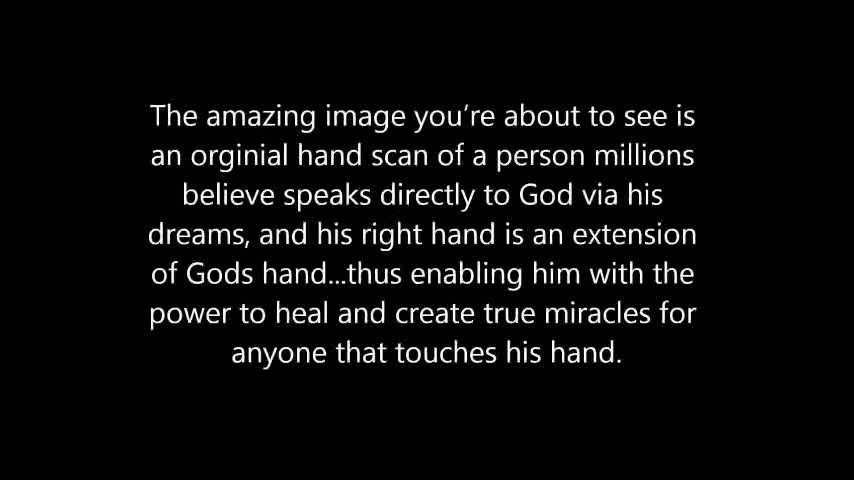 The amazing image you’re about to see is
an orginial hand scan of a person millions
believe speaks directly to God via his
dreams, and his right hand is an extension
of Gods hand...thus enabling him with the
power to heal and create true miracles for
anyone that touches his hand.